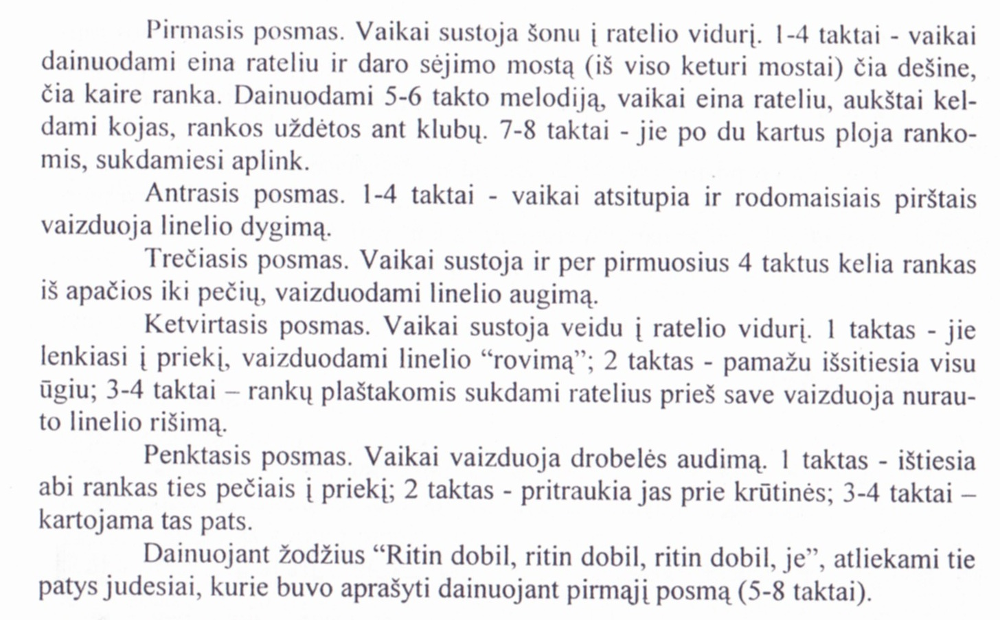 Pirmasis posmas. Vaikai sustoja šonu į ratelio vidurį. 1-4 taktai - vaikai
dainuodami eina rateliu ir daro sėjimo mostą (iš viso keturi mostai) čia dešine,
čia kaire ranka. Dainuodami 5-6 takto melodiją, vaikai eina rateliu, aukštai kel-
dami kojas, rankos uždėtos ant klubų. 7-8 taktai - jie po du kartus ploja ranko-
mis, sukdamiesi aplink.
Antrasis posmas. 1-4 taktai - vaikai atsitupia ir rodomaisiais pirštais
vaizduoja linelio dygimą.
Trečiasis posmas. Vaikai sustoja ir per pirmuosius 4 taktus kelia rankas
iš apačios iki pečių, vaizduodami linelio augimą.
Ketvirtasis posmas. Vaikai sustoja veidu į ratelio vidurį. 1 taktas - jie
lenkiasi į priekį, vaizduodami linelio “rovimą”; 2 taktas - pamažu išsitiesia visu
ūgiu; 3-4 taktai – rankų plaštakomis sukdami ratelius prieš save vaizduoja nurau-
to linelio rišimą.
Penktasis posmas. Vaikai vaizduoja drobelės audimą. 1 taktas - ištiesia
abi rankas ties pečiais į priekį; 2 taktas - pritraukia jas prie krūtinės; 3-4 taktai –
kartojama tas pats.
Dainuojant žodžius “Ritin dobil, ritin dobil, ritin dobil, je”, atliekami tie
patys judesiai, kurie buvo aprašyti dainuojant pirmąjį posmą (5-8 taktai).